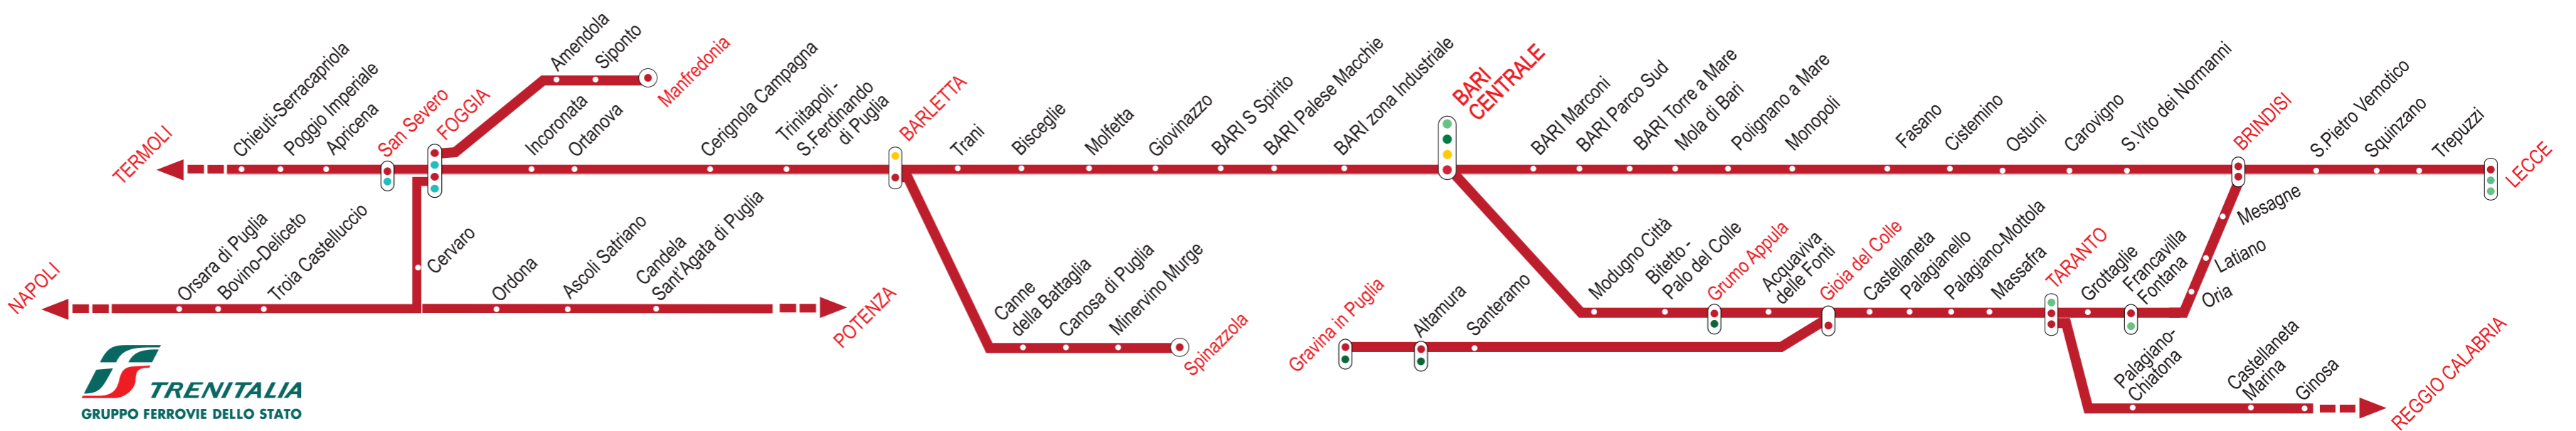 TERMOLI
Chieuti-Serracapriola
Poggio Imperiale
Apricena
San Severo
FOGGIA
Amendola
Siponto
Manfredonia
Incoronata
Ortanova
Cerignola Campagna
Trinitapoli -
S.Ferdinando
di Puglia
BARLETTA
Trani
Bisceglie
Molfetta
Giovinazzo
BARI S Spirito
BARI Palese Macchie
BARI zona Industriale
BARI
CENTRALE
BARI Marconi
BARI Parco Sud
BARI Torre a Mare
Mola di Bari
Polignano a Mare
Monopoli
Fasano
Cisternino
Ostuni
Carovigno
S.Vito dei Normanni
BRINDISI
S.Pietro Vernotico
Squinzano
Trepuzzi
LECCE
NAPOLI
Orsara di Puglia
Bovino-Deliceto
Troia Castelluccio
Cervaro
Ordona
Ascoli Satriano
Candela
Sant'Agata di Puglia
POTENZA
Canne
della Battaglia
Canosa di Puglia
Minervino Murge
Spinazzola
Gravina in Puglia
Altamura
Santeramo
Modugno Città
Bitetto -
Palo del Colle
Grumo Appula
Acquaviva
delle Fonti
Gioia del Colle
Castellaneta
Palagianello
Palagiano-Mottola
Massafra
TARANTO
Grottaglie
Francavilla
Fontana
Oria
Latiano
Mesagne
Palagiano-
Chiatona
Castellaneta
Marina
Ginosa
REGGIO CALABRIA
TRENITALIA
GRUPPO FERROVIE DELLO STATO